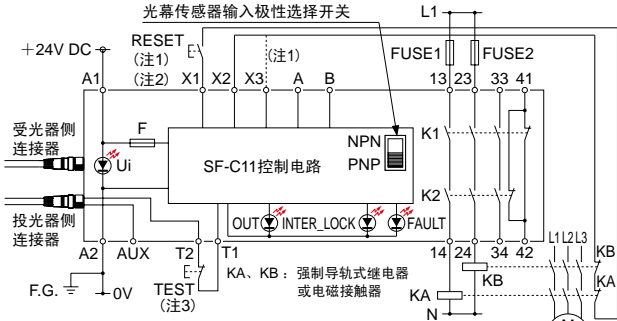 光幕传感器输入极性选择开关
L1
+24V DC
RESET
(注1)
(注2)
(注1)
FUSE1
FUSE2
A1
X1
X2
X3
A
B
13
23
33
41
受光器侧
连接器
F
Ui
SF-C11控制电路
NPN
PNP
K1
K2
OUT
INTER_LOCK
FAULT
投光器侧
连接器
A2
AUX
T2
T1
14
24
34
42
L1
L2
L3
KB
KA
F.G.
0V
TEST
(注3)
KA、KB：强制导轨式继电器
或电磁接触器
KB
KA
N